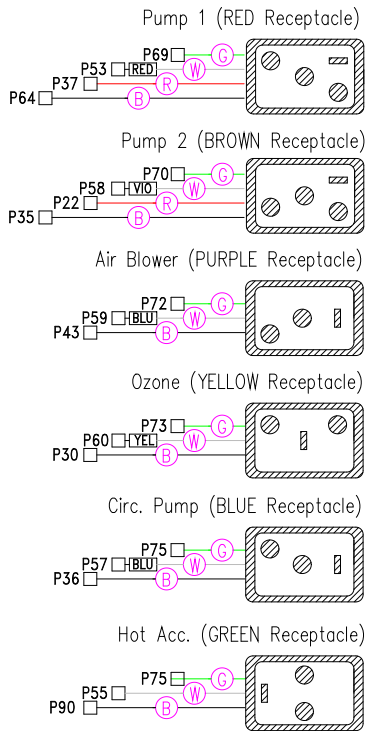 Pump 1 (RED Receptacle)
P69 G
P53 RED W
P37 R
P64 B
Pump 2 (BROWN Receptacle)
P70 G
P58 VIO W
P22 R
P35 B
Air Blower (PURPLE Receptacle)
P72 G
P59 BLU W
P43 B
Ozone (YELLOW Receptacle)
P73 G
P60 YEL W
P30 B
Circ. Pump (BLUE Receptacle)
P75 G
P57 BLU W
P36 B
Hot Acc. (GREEN Receptacle)
P75 G
P55 W
P90 B